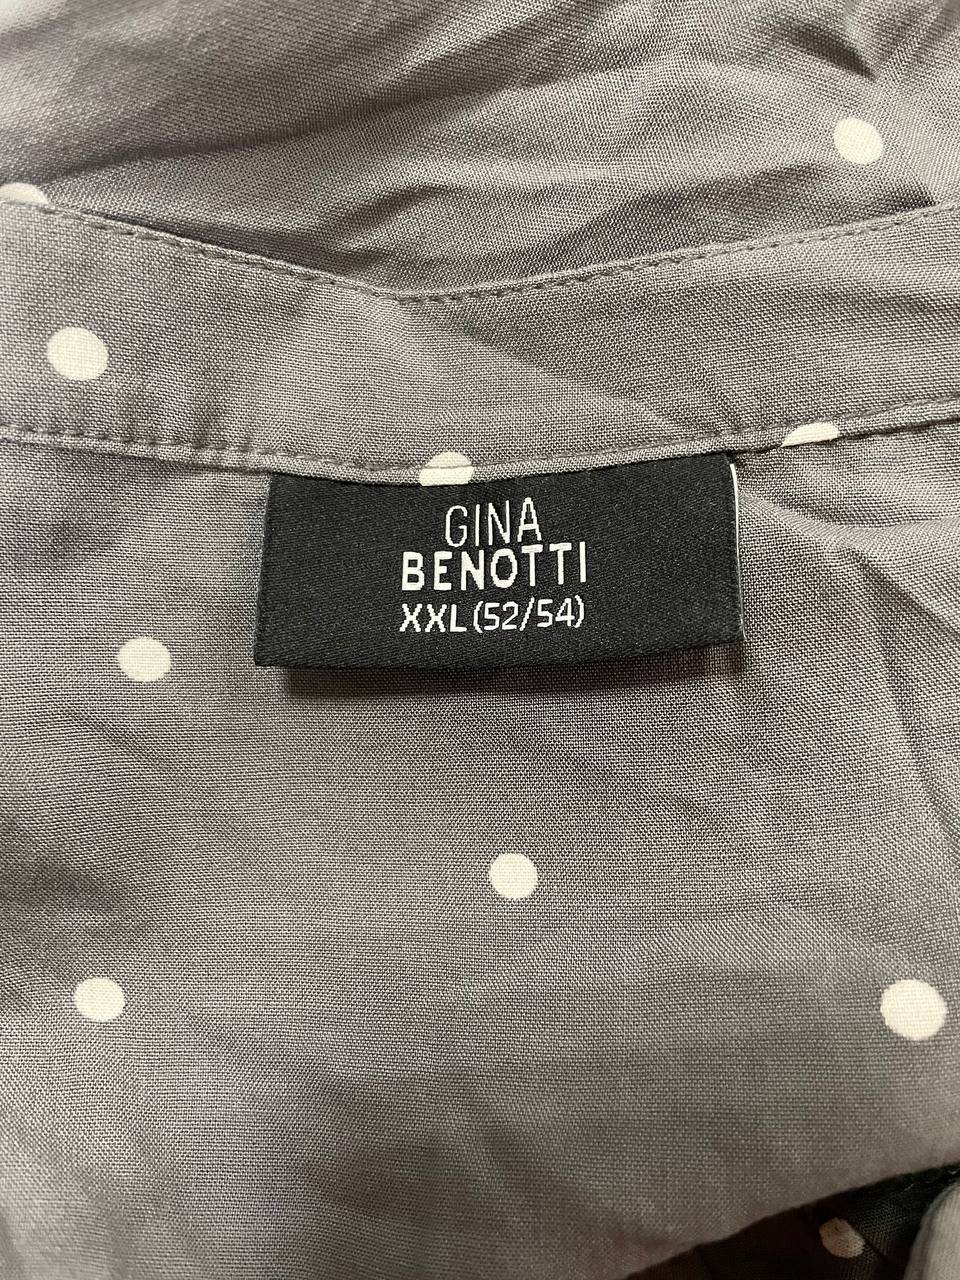 GINA
BENOTTI
XXL (52/54)